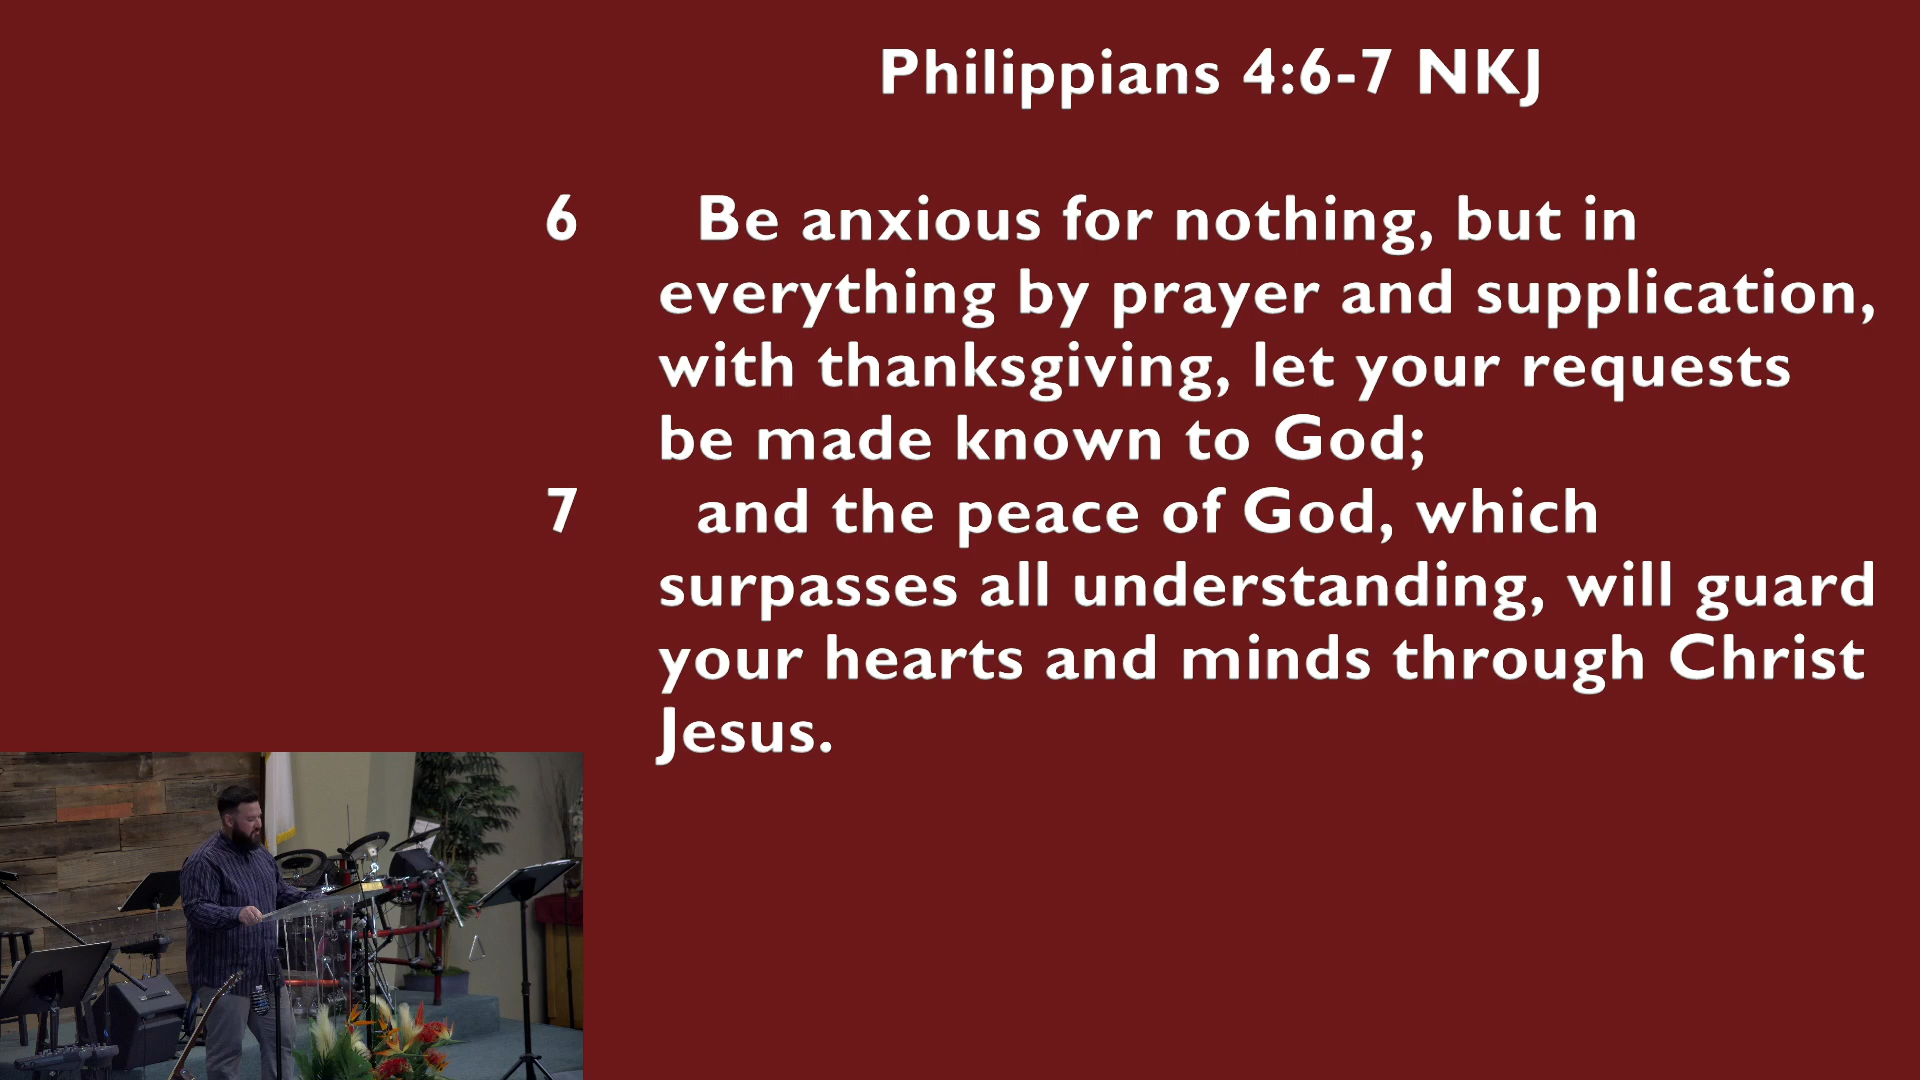 Philippians 4:6-7 NKJ
6 Be anxious for nothing, but in
everything by prayer and supplication,
with thanksgiving, let your requests
be made known to God;
7 and the peace of God, which
surpasses all understanding, will guard
your hearts and minds through Christ
Jesus.